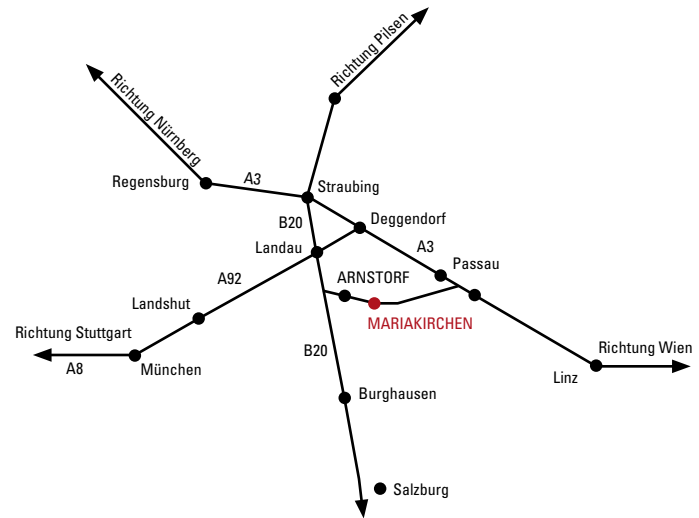 Richtung Pilsen
Richtung Nürnberg
Regensburg
A3
Straubing
B20
Deggendorf
Landau
A3
Passau
A92
ARNSTORF
Landshut
MARIAKIRCHEN
Richtung Stuttgart
A8
München
B20
Richtung Wien
Linz
Burghausen
Salzburg